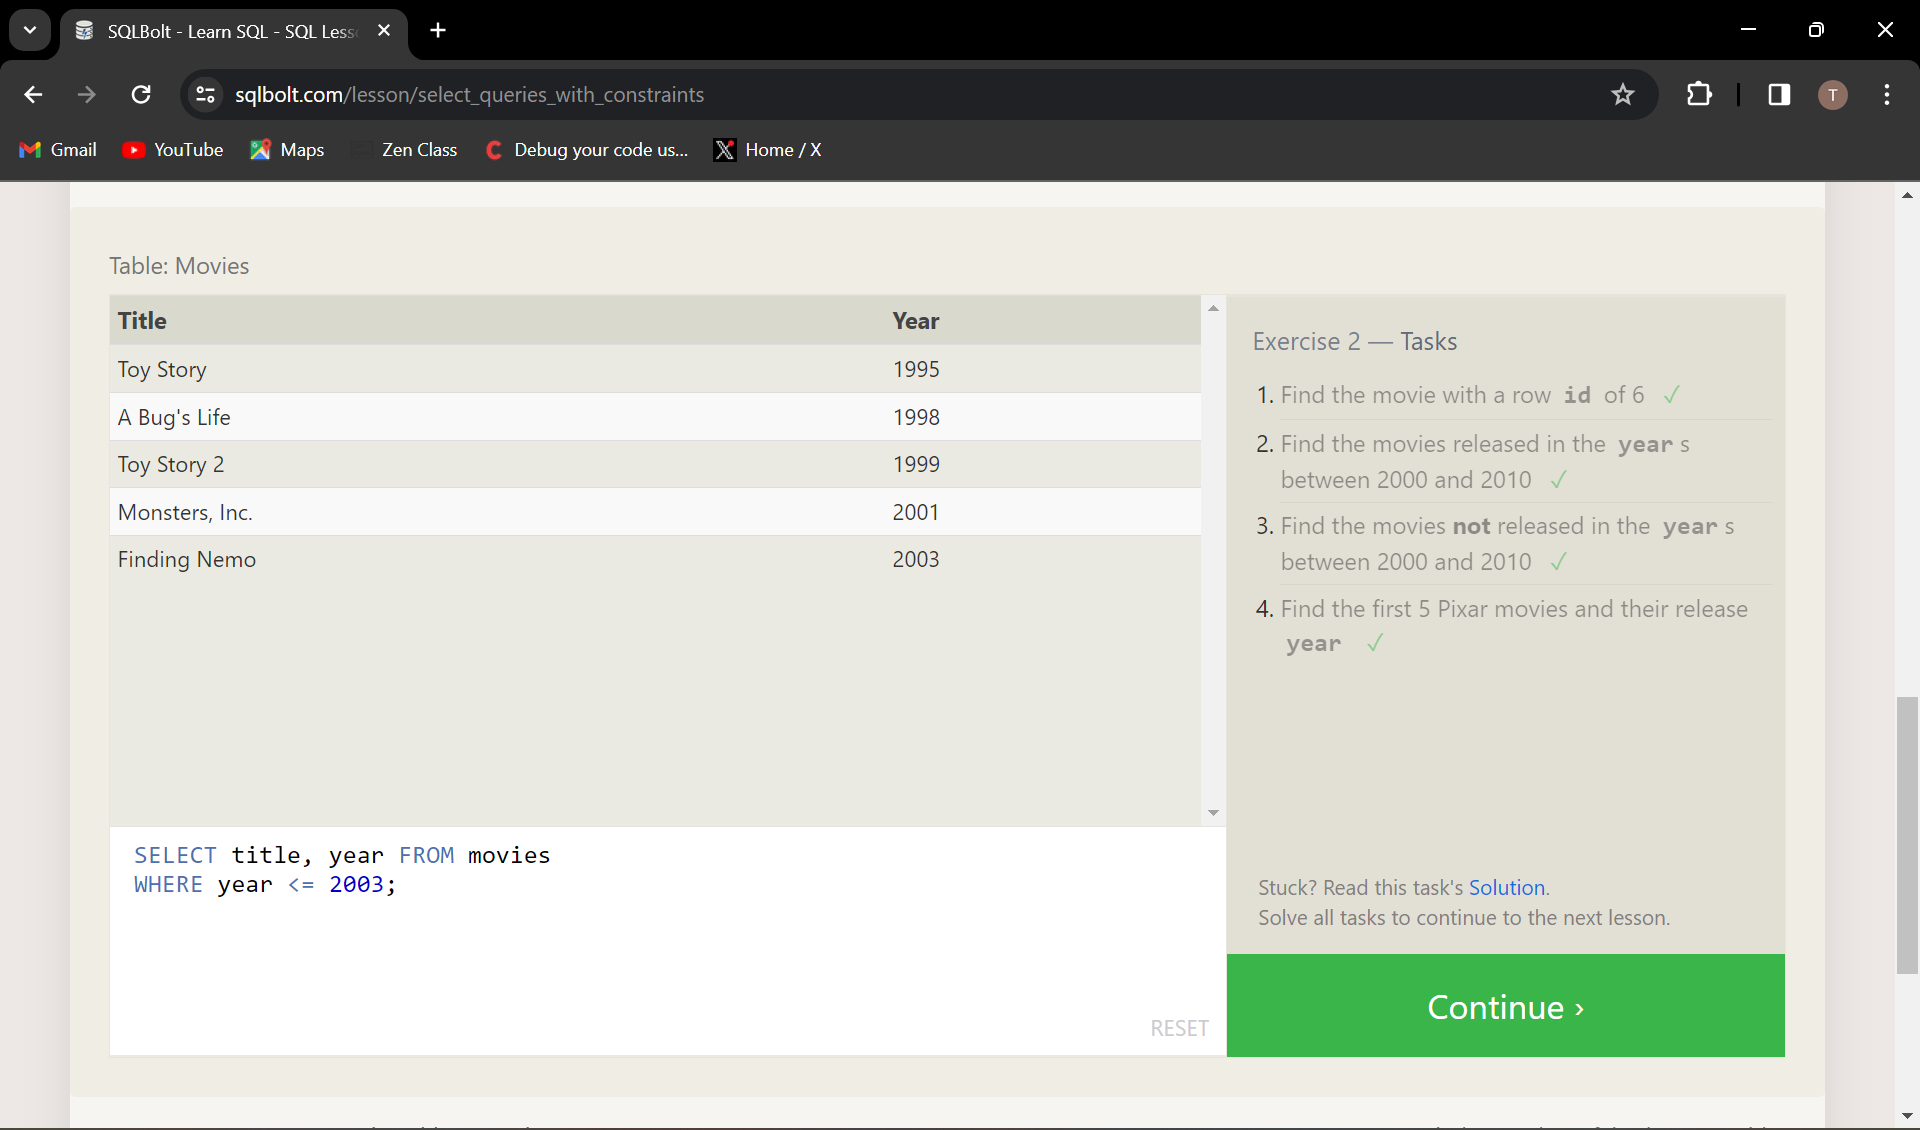 SQLBolt - Learn SQL - SQL Less
sqlbolt.com/lesson/select_queries_with_constraints
T
Gmail
YouTube
Maps
Zen Class
Debug your code us...
Home / X
Table: Movies
Title Year
Toy Story 1995
A Bug's Life 1998
Toy Story 2 1999
Monsters, Inc. 2001
Finding Nemo 2003
SELECT title, year FROM movies
WHERE year <= 2003;
RESET
Exercise 2 — Tasks
1. Find the movie with a row id of 6 ✓
2. Find the movies released in the year s
between 2000 and 2010 ✓
3. Find the movies not released in the year s
between 2000 and 2010 ✓
4. Find the first 5 Pixar movies and their release
year ✓
Stuck? Read this task's Solution.
Solve all tasks to continue to the next lesson.
Continue ›